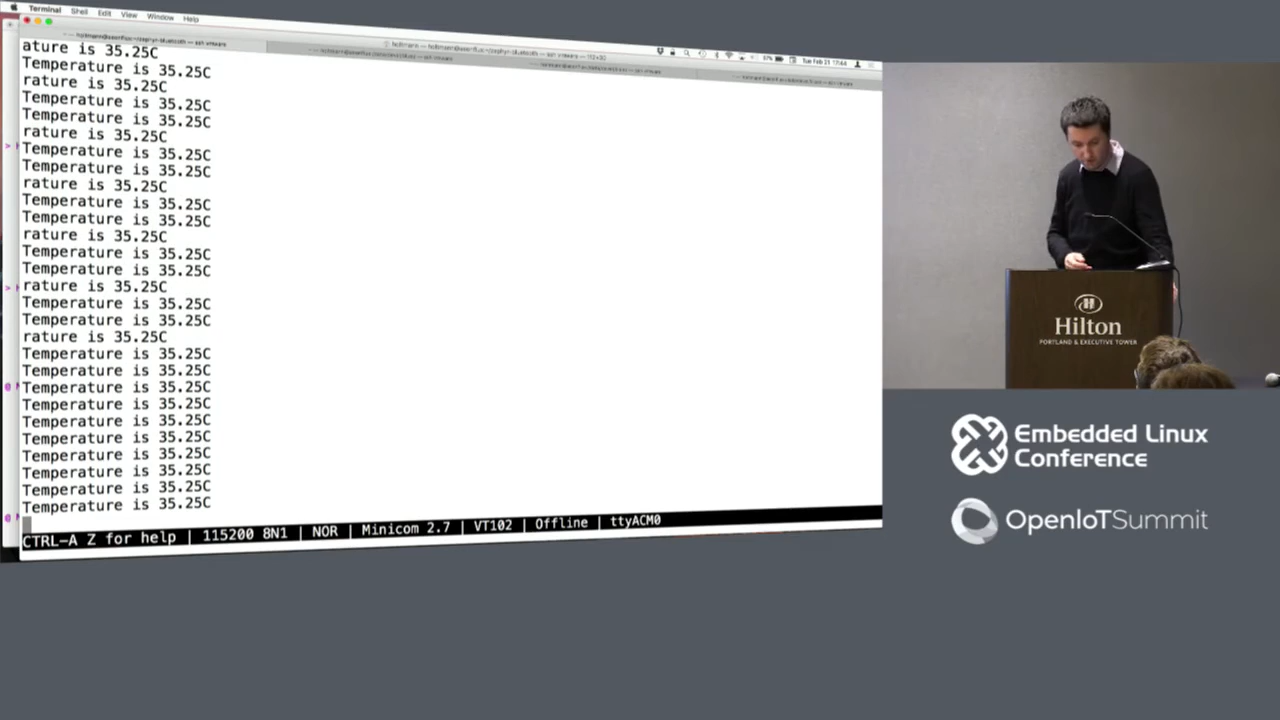 Terminal Shell Edit View Window Help
Tue Feb 21 17:44
ature is 35.25C
Temperature is 35.25C
rature is 35.25C
Temperature is 35.25C
Temperature is 35.25C
rature is 35.25C
Temperature is 35.25C
Temperature is 35.25C
rature is 35.25C
Temperature is 35.25C
Temperature is 35.25C
rature is 35.25C
Temperature is 35.25C
Temperature is 35.25C
rature is 35.25C
Temperature is 35.25C
Temperature is 35.25C
rature is 35.25C
Temperature is 35.25C
Temperature is 35.25C
Temperature is 35.25C
Temperature is 35.25C
Temperature is 35.25C
Temperature is 35.25C
Temperature is 35.25C
Temperature is 35.25C
Temperature is 35.25C
Temperature is 35.25C
CTRL-A Z for help | 115200 8N1 | NOR | Minicom 2.7 | VT102 | Offline | ttyACM0
Hilton
PORTLAND & EXECUTIVE TOWER
Embedded Linux
Conference
OpenIoTSummit